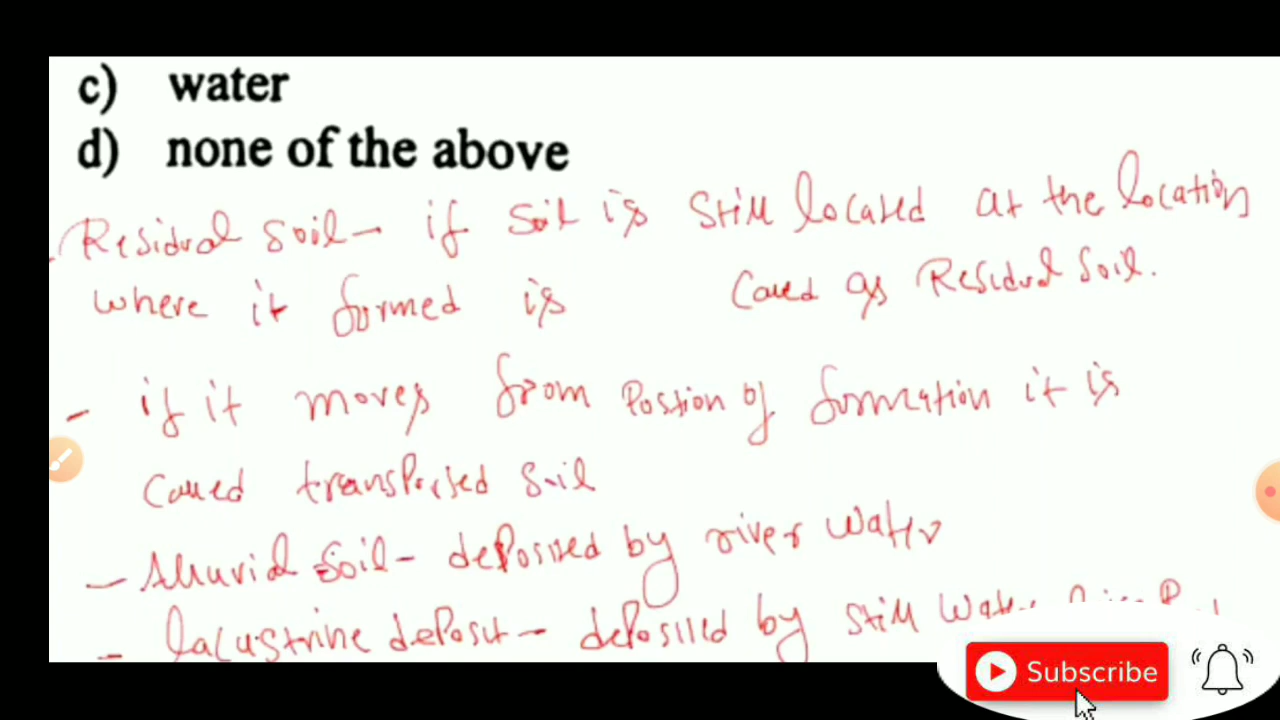 c) water
d) none of the above
- Residual soil - if soil is still located at the location
where it formed is called as Residual soil.
- if it moves from Postion of formation it is
called transported soil
- Alluvial soil - deposited by river water
- lacustrine deposit - deposited by still water
Subscribe